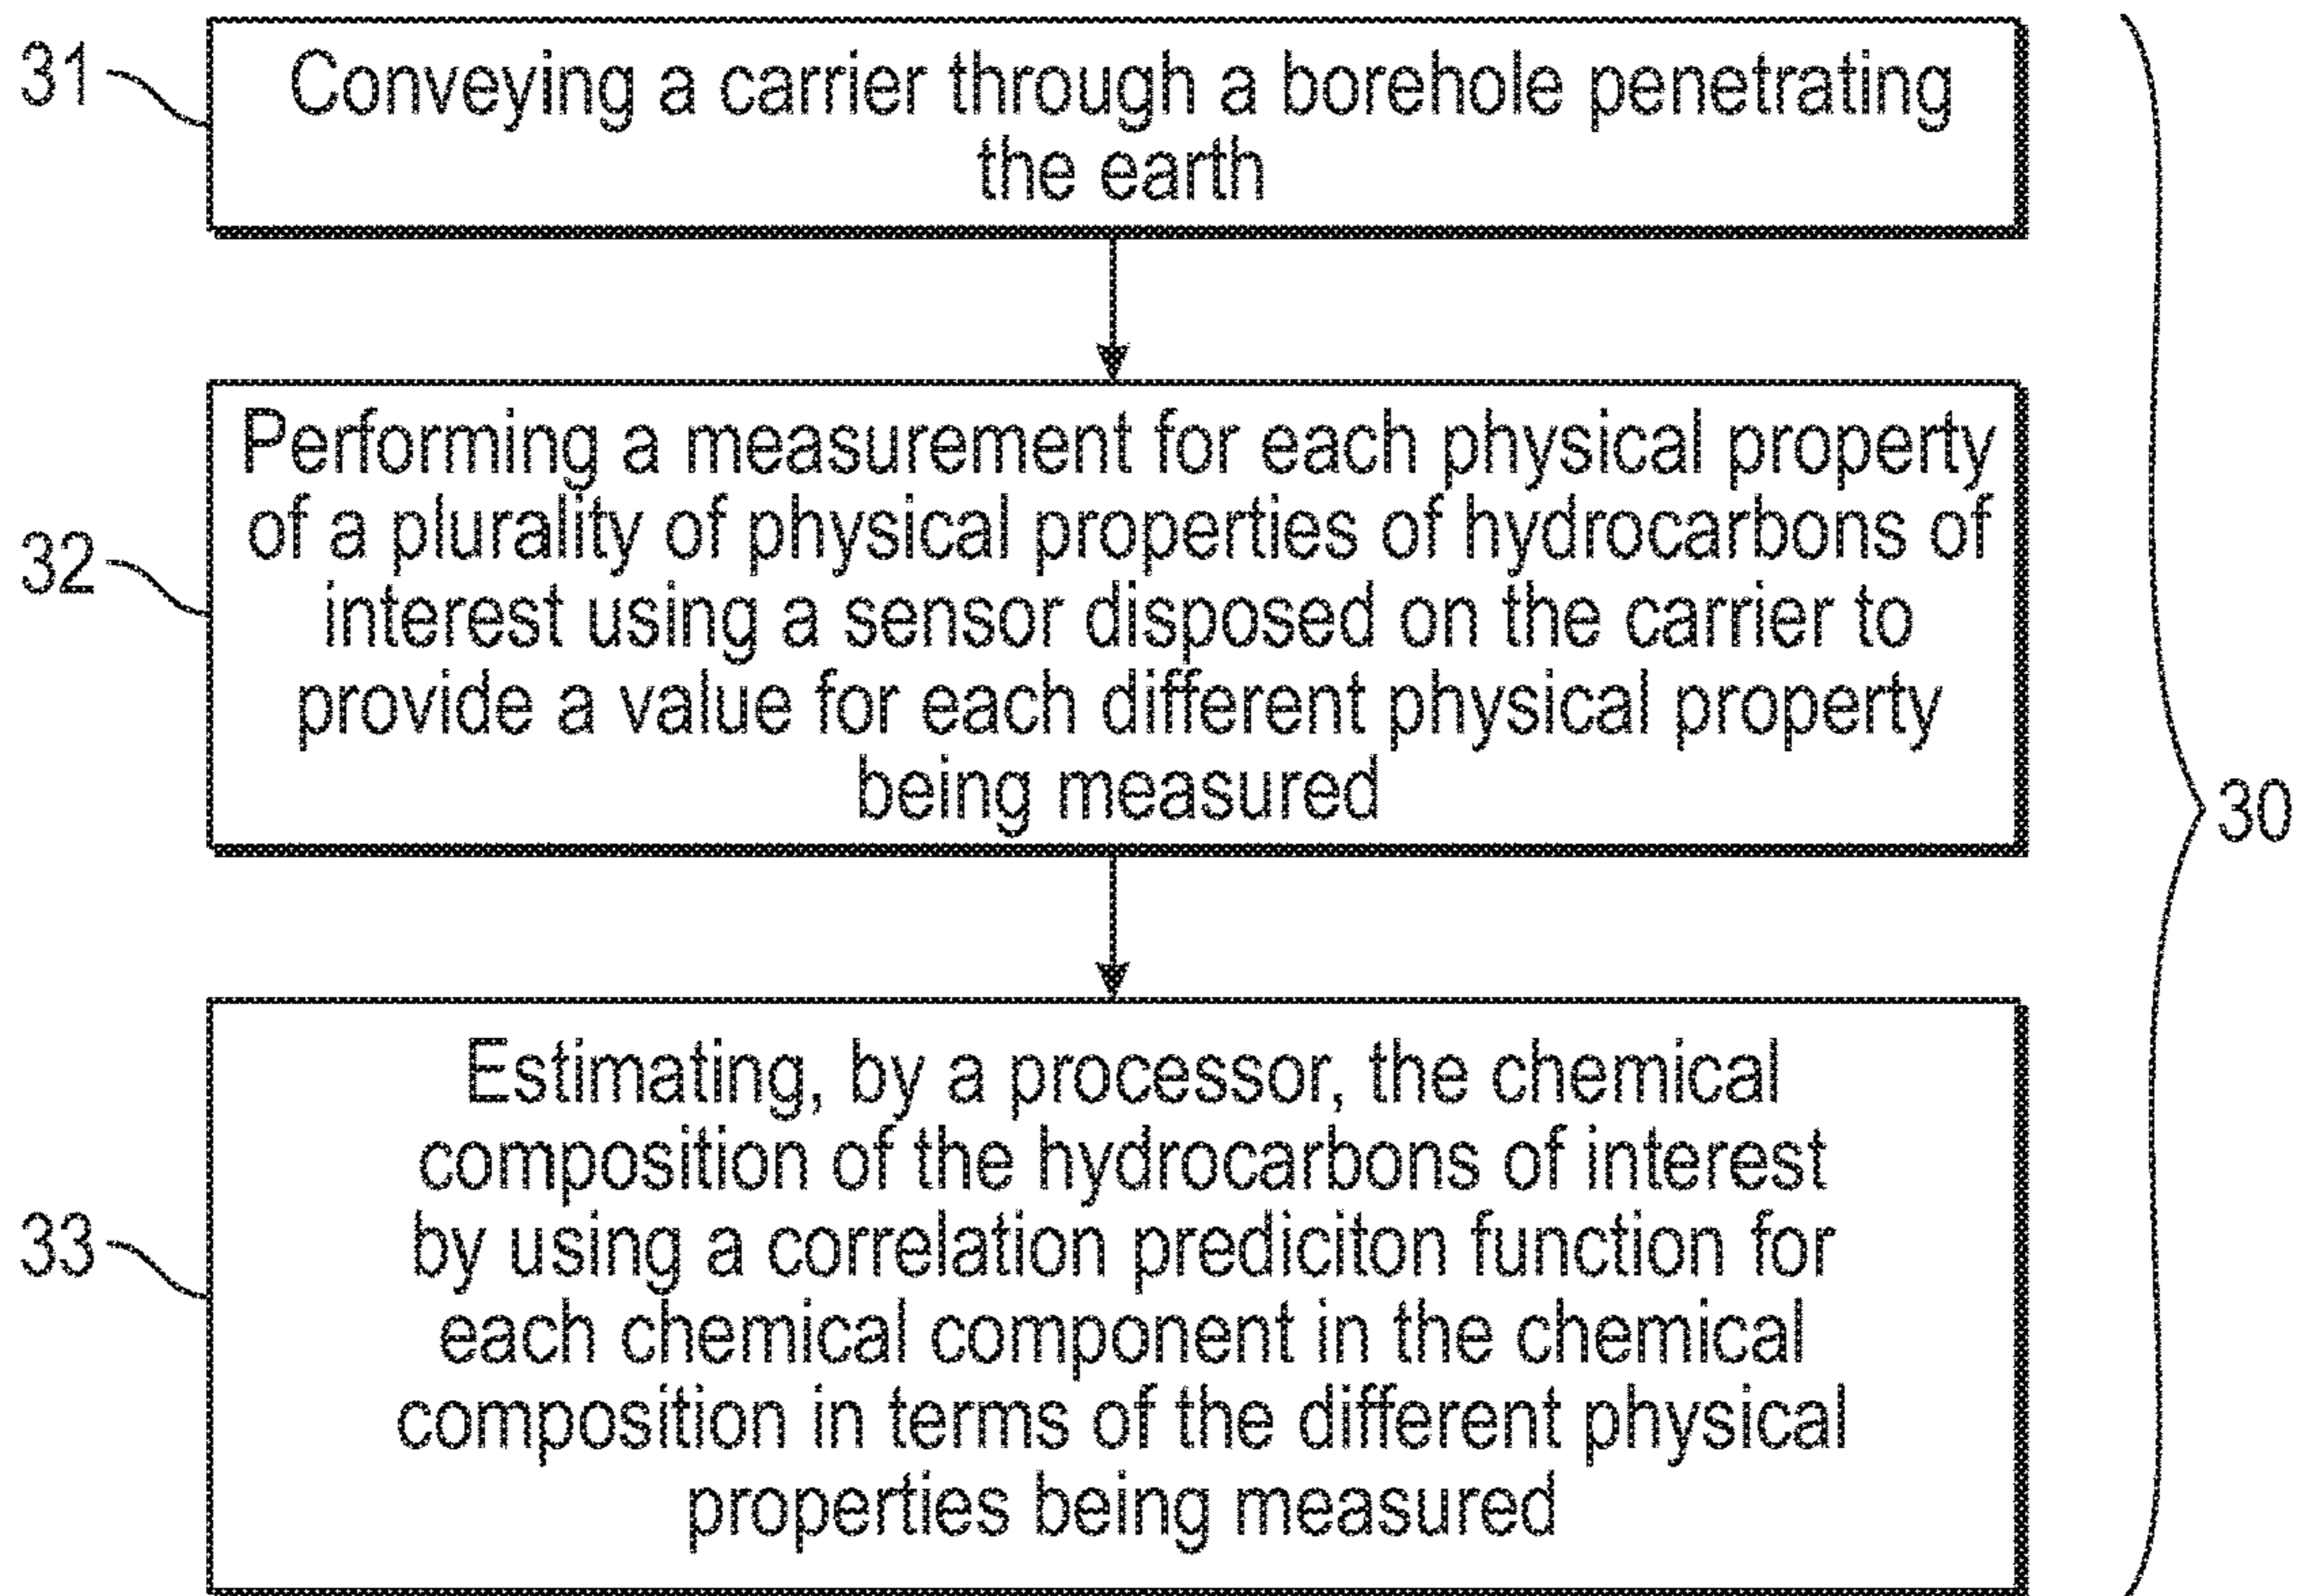 31
Conveying a carrier through a borehole penetrating
the earth
32
Performing a measurement for each physical property
of a plurality of physical properties of hydrocarbons of
interest using a sensor disposed on the carrier to
provide a value for each different physical property
being measured
30
33
Estimating, by a processor, the chemical
composition of the hydrocarbons of interest
by using a correlation prediciton function for
each chemical component in the chemical
composition in terms of the different physical
properties being measured